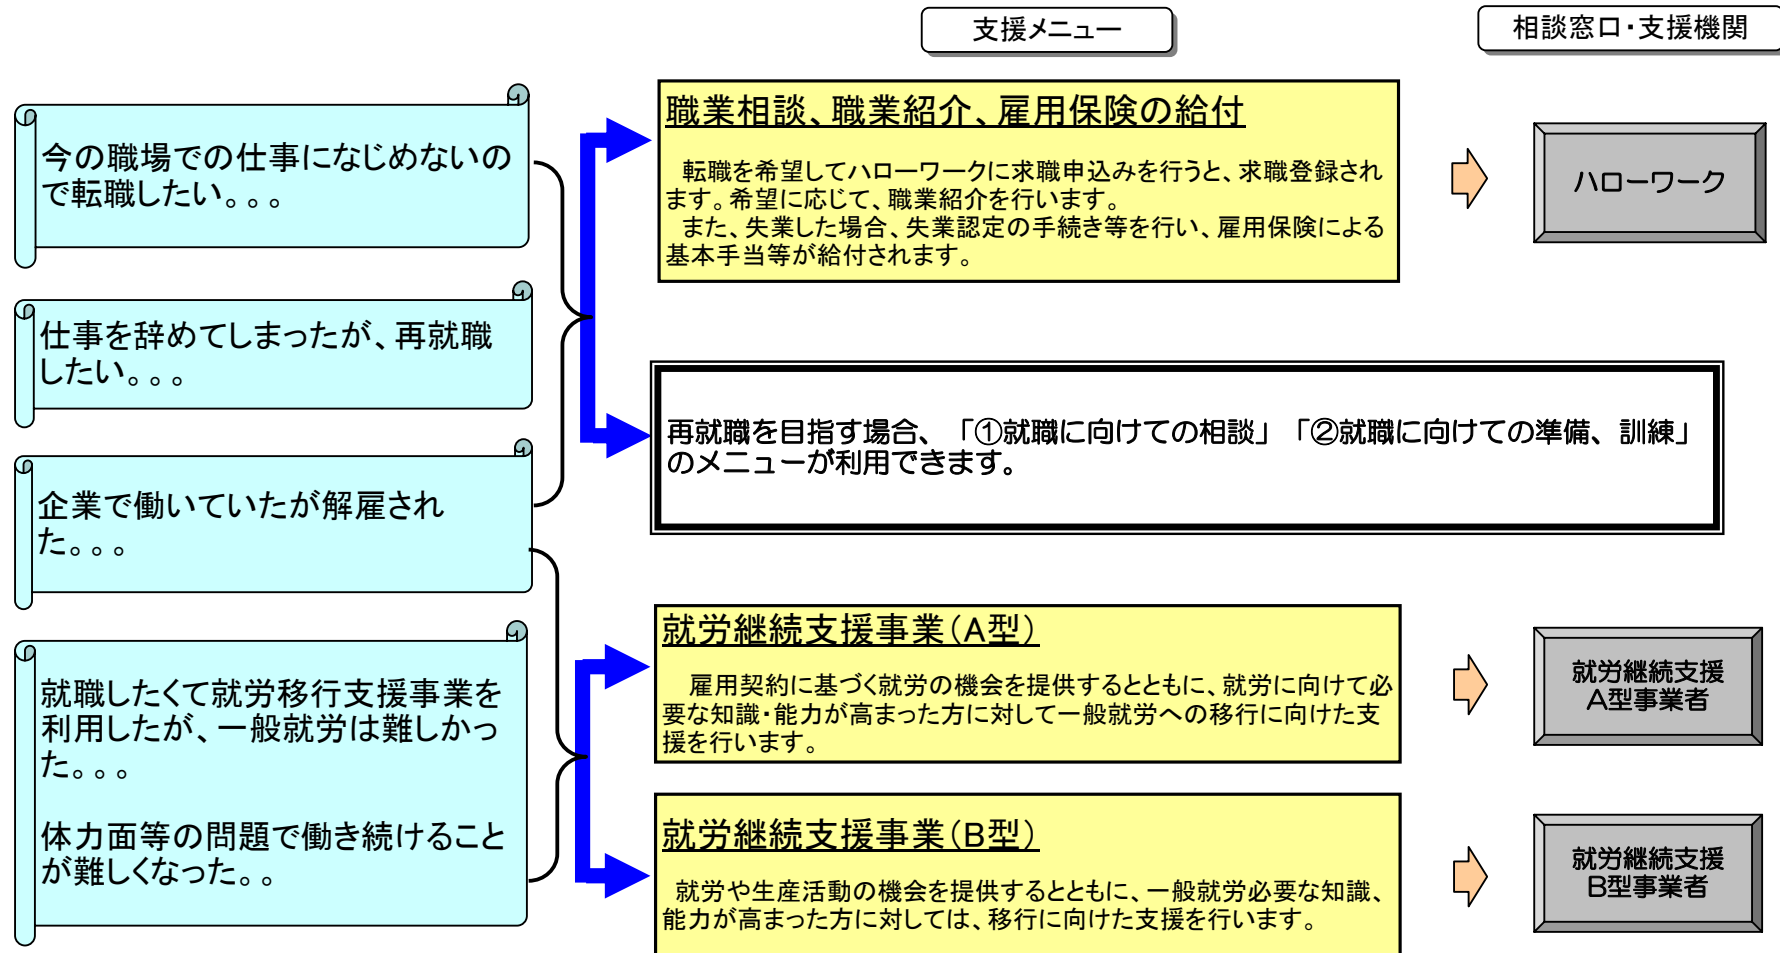 支援メニュー
相談窓口・支援機関
今の職場での仕事になじめないの
で転職したい。。。
仕事を辞めてしまったが、再就職
したい。。。
企業で働いていたが解雇され
た。。。
就職したくて就労移行支援事業を
利用したが、一般就労は難しかっ
た。。。
体力面等の問題で働き続けること
が難しくなった。。
職業相談、職業紹介、雇用保険の給付
転職を希望してハローワークに求職申込みを行うと、求職登録され
ます。希望に応じて、職業紹介を行います。
また、失業した場合、失業認定の手続き等を行い、雇用保険による
基本手当等が給付されます。
ハローワーク
再就職を目指す場合、「①就職に向けての相談」「②就職に向けての準備、訓練」
のメニューが利用できます。
就労継続支援事業（A型）
雇用契約に基づく就労の機会を提供するとともに、就労に向けて必
要な知識・能力が高まった方に対して一般就労への移行に向けた支
援を行います。
就労継続支援
A型事業者
就労継続支援事業（B型）
就労や生産活動の機会を提供するとともに、一般就労必要な知識、
能力が高まった方に対しては、移行に向けた支援を行います。
就労継続支援
B型事業者